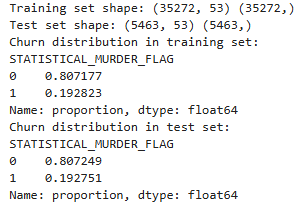 Training set shape: (35272, 53) (35272,)
Test set shape: (5463, 53) (5463,)
Churn distribution in training set:
STATISTICAL_MURDER_FLAG
0    0.807177
1    0.192823
Name: proportion, dtype: float64
Churn distribution in test set:
STATISTICAL_MURDER_FLAG
0    0.807249
1    0.192751
Name: proportion, dtype: float64